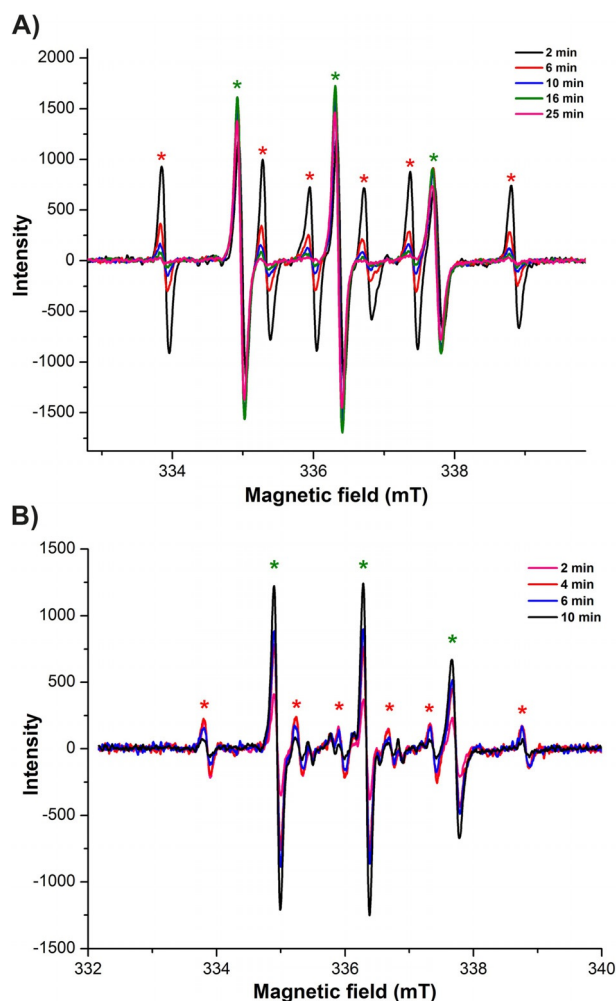 A)
* 2 min
* 6 min
* 10 min
* 16 min
* 25 min
* * * * * *
2000
1500
1000
500
0
-500
-1000
-1500
Intensity
334 336 338
Magnetic field (mT)
B)
* * 2 min
4 min
6 min
10 min
*
* * * * * *
1500
1000
500
0
-500
-1000
-1500
Intensity
332 334 336 338 340
Magnetic field (mT)